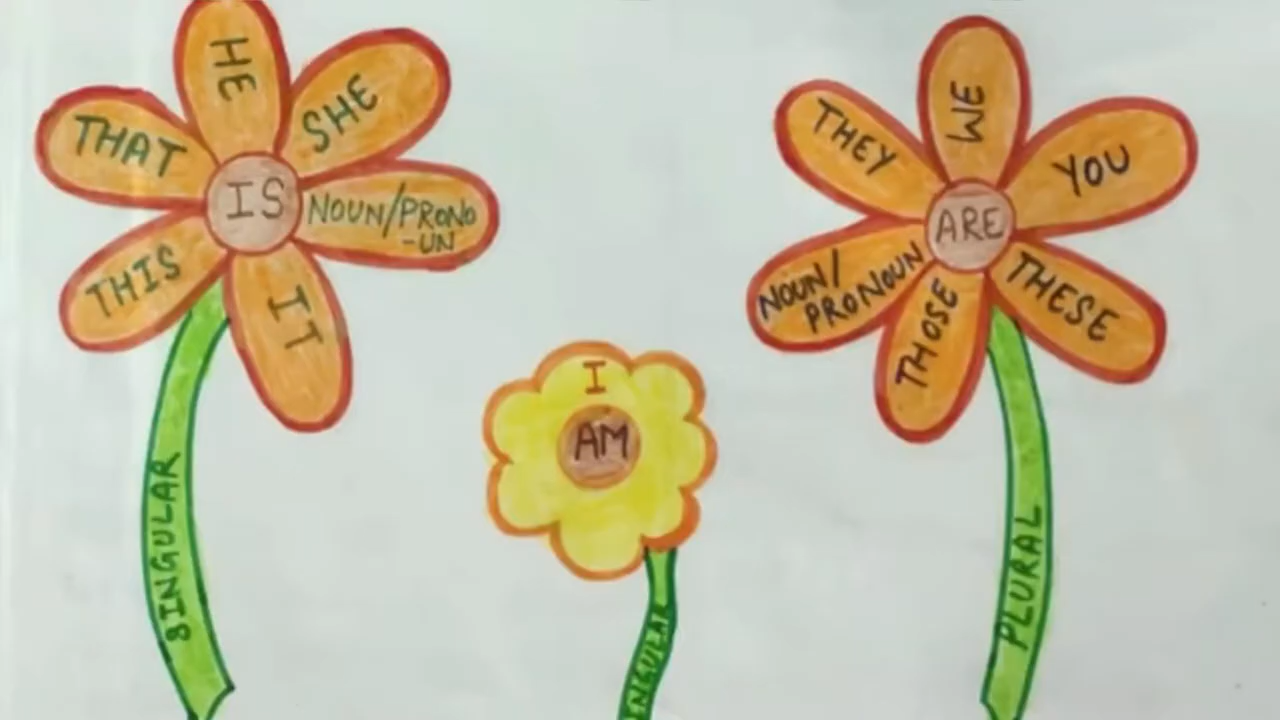 HE
SHE
THAT
IS
NOUN/PRONO
-UN
THIS
IT
SINGULAR
I
AM
WE
THEY
YOU
ARE
NOUN/
PRONOUN
THOSE
THESE
PLURAL